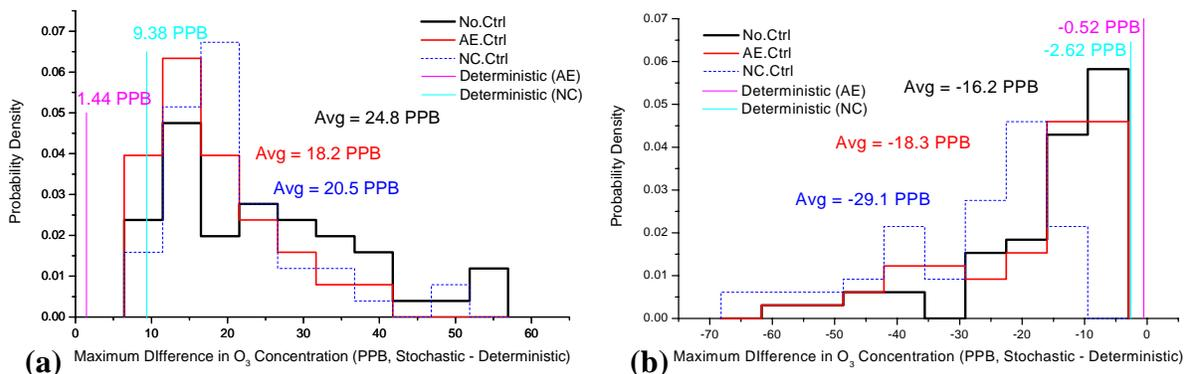 0.07
0.06
0.05
0.04
0.03
0.02
0.01
0.00
Probability Density
9.38 PPB
1.44 PPB
No.Ctrl
AE.Ctrl
NC.Ctrl
Deterministic (AE)
Deterministic (NC)
Avg = 24.8 PPB
Avg = 18.2 PPB
Avg = 20.5 PPB
0 10 20 30 40 50 60
(a) Maximum DIfference in O3 Concentration (PPB, Stochastic - Deterministic)
0.07
0.06
0.05
0.04
0.03
0.02
0.01
0.00
Probability Density
No.Ctrl
AE.Ctrl
NC.Ctrl
Deterministic (AE)
Deterministic (NC)
-0.52 PPB
-2.62 PPB
Avg = -16.2 PPB
Avg = -18.3 PPB
Avg = -29.1 PPB
-70 -60 -50 -40 -30 -20 -10 0
(b) Maximum DIfference in O3 Concentration (PPB, Stochastic - Deterministic)